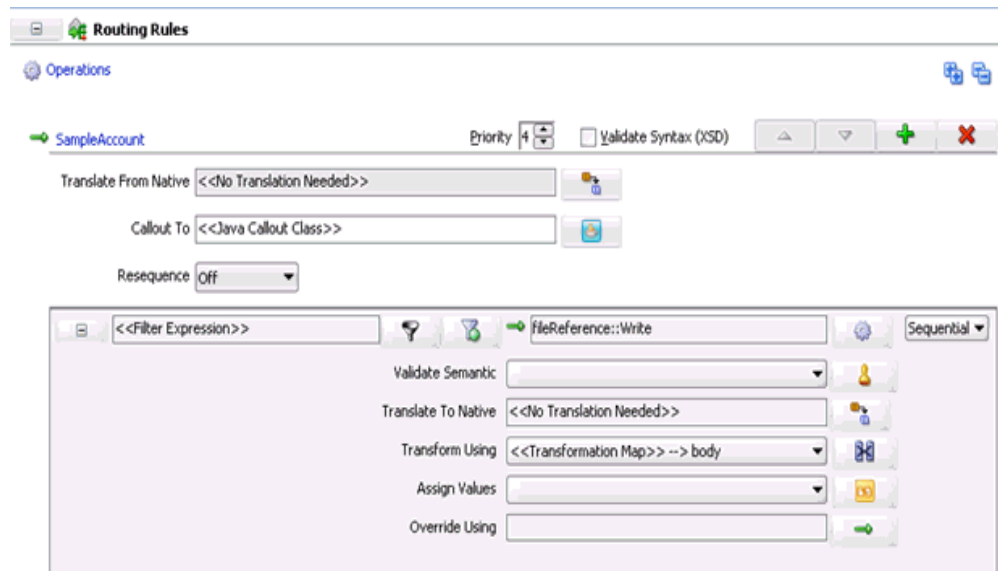 Routing Rules
Operations
SampleAccount Priority 4 Validate Syntax (XSD)
Translate From Native <<No Translation Needed>>
Callout To <<Java Callout Class>>
Resequence Off
<<Filter Expression>> fileReference::Write Sequential
Validate Semantic
Translate To Native <<No Translation Needed>>
Transform Using <<Transformation Map>> --> body
Assign Values
Override Using